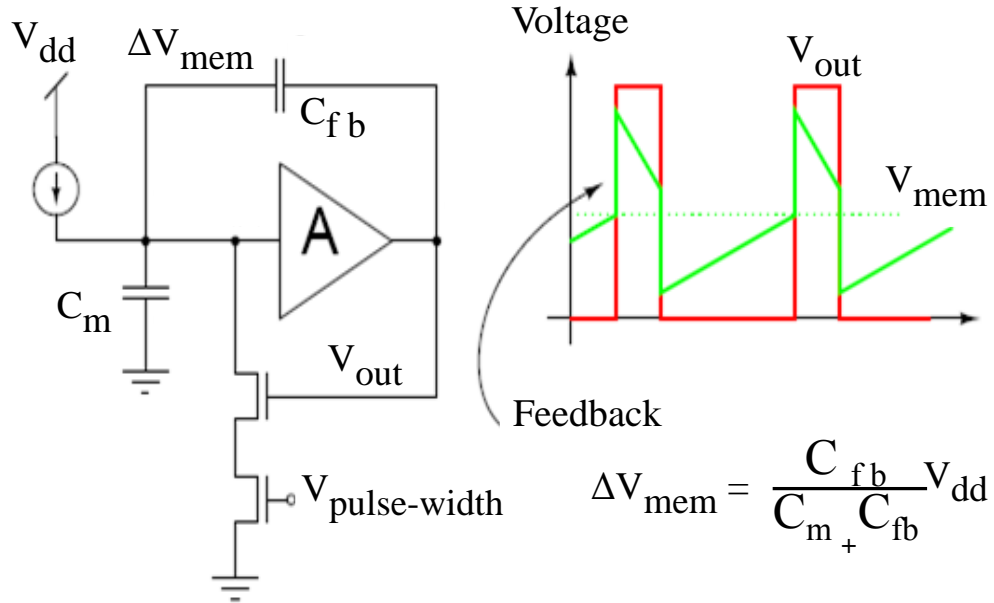 Vdd
ΔVmem
Cfb
A
Cm
Vout
Vpulse-width
Voltage
Vout
Vmem
Feedback
ΔVmem = Cfb
Cm + Cfb
Vdd